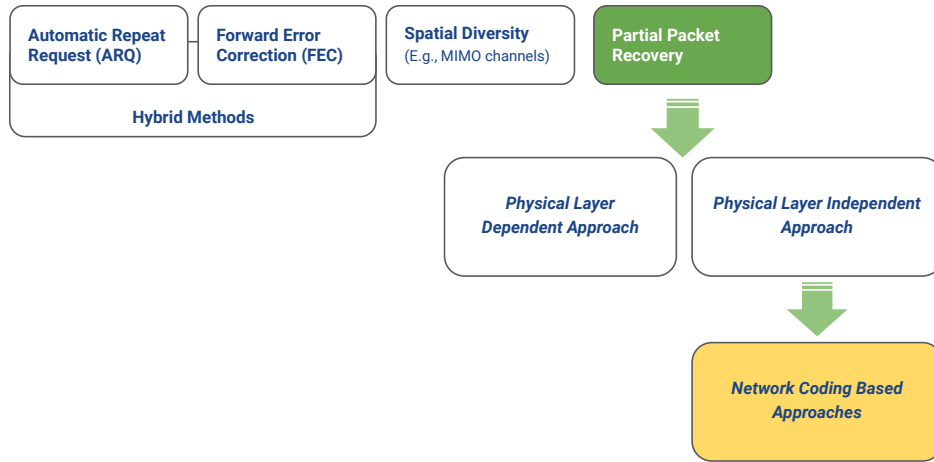 Automatic Repeat
Request (ARQ)
Forward Error
Correction (FEC)
Spatial Diversity
(E.g., MIMO channels)
Partial Packet
Recovery
Hybrid Methods
Physical Layer
Dependent Approach
Physical Layer Independent
Approach
Network Coding Based
Approaches